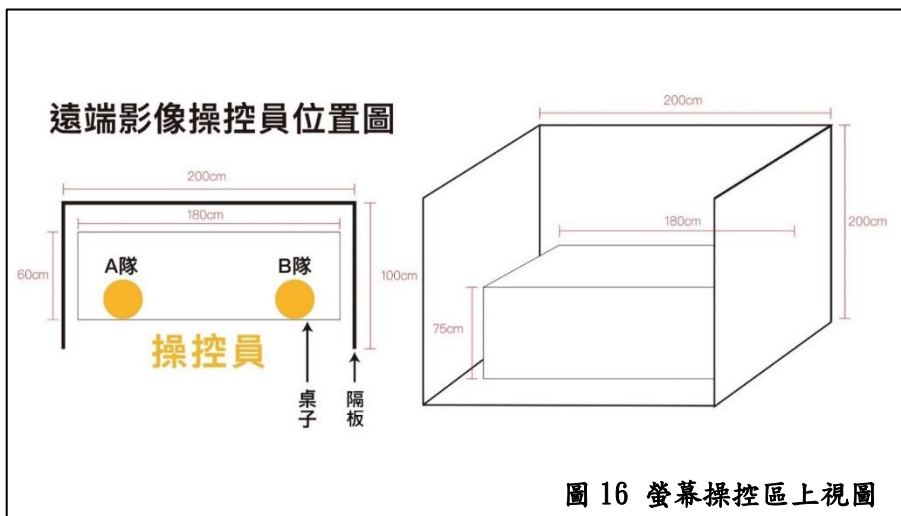 遠端影像操控員位置圖
200cm
180cm
60cm
A隊
B隊
100cm
操控員
桌子
隔板
200cm
200cm
180cm
75cm
圖 16 螢幕操控區上視圖